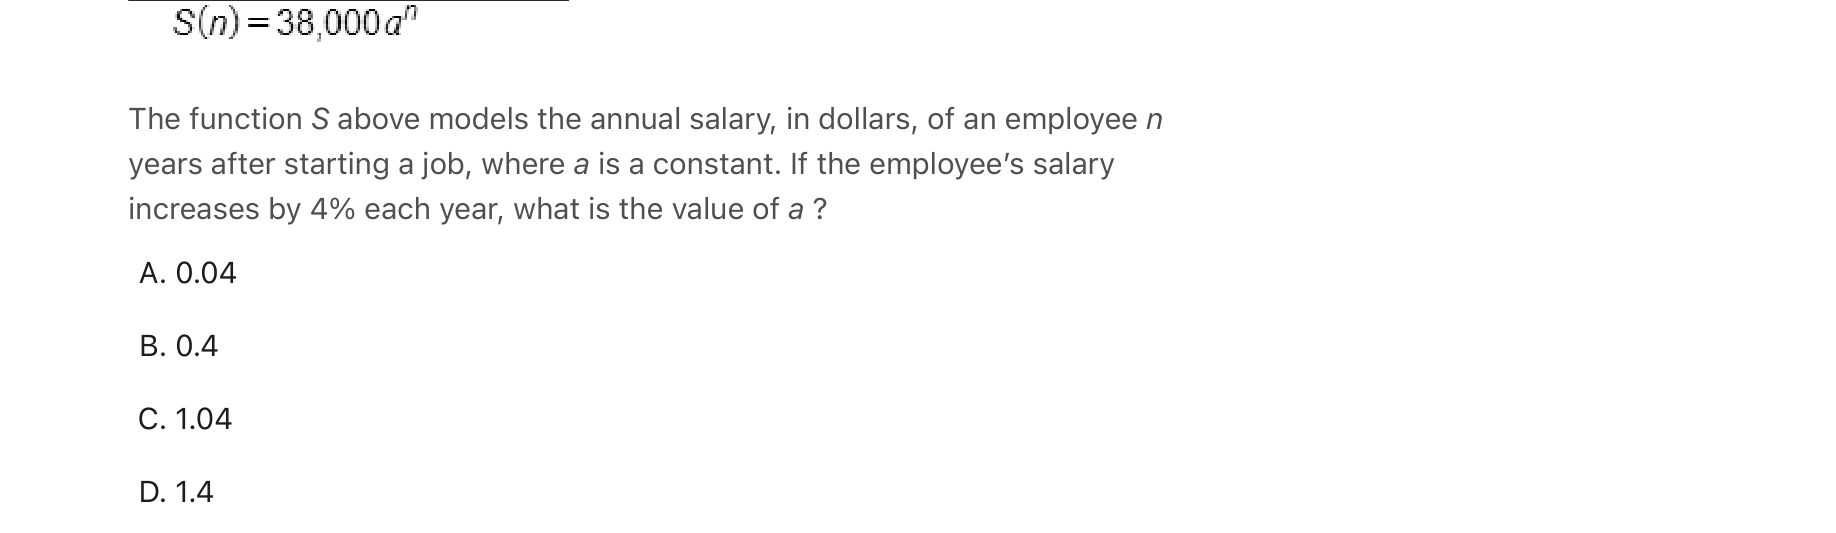 S(n)=38,000aⁿ
The function S above models the annual salary, in dollars, of an employee n
years after starting a job, where a is a constant. If the employee’s salary
increases by 4% each year, what is the value of a ?
A. 0.04
B. 0.4
C. 1.04
D. 1.4